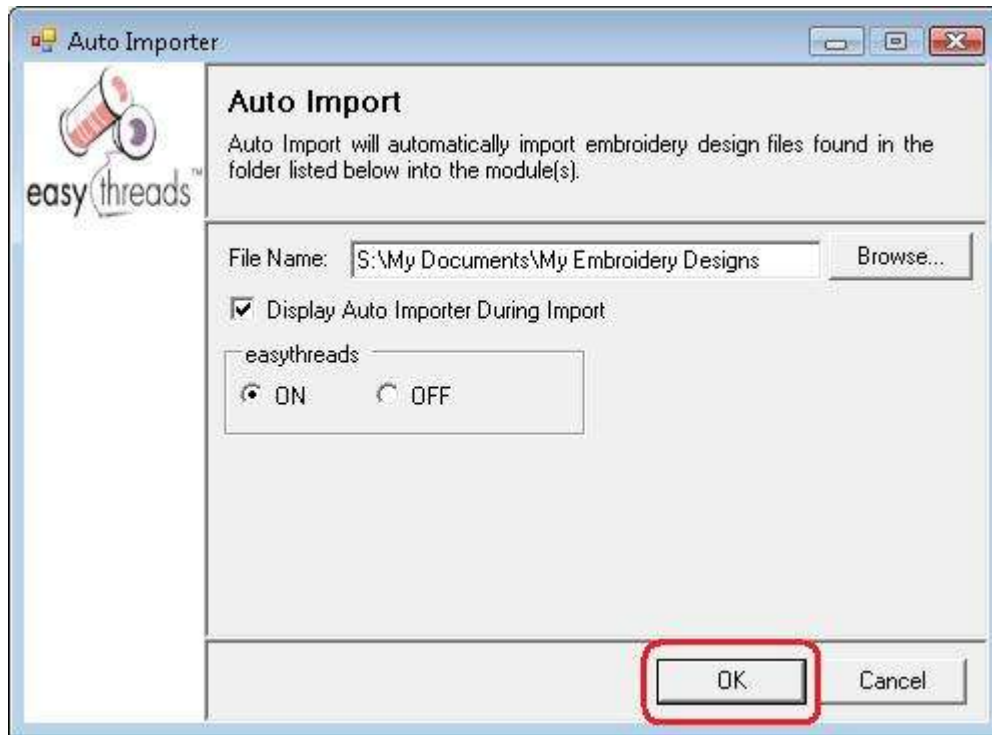 Auto Importer
easythreads™
Auto Import
Auto Import will automatically import embroidery design files found in the
folder listed below into the module(s).
File Name: S:\My Documents\My Embroidery Designs Browse...
Display Auto Importer During Import
easythreads
ON OFF
OK Cancel